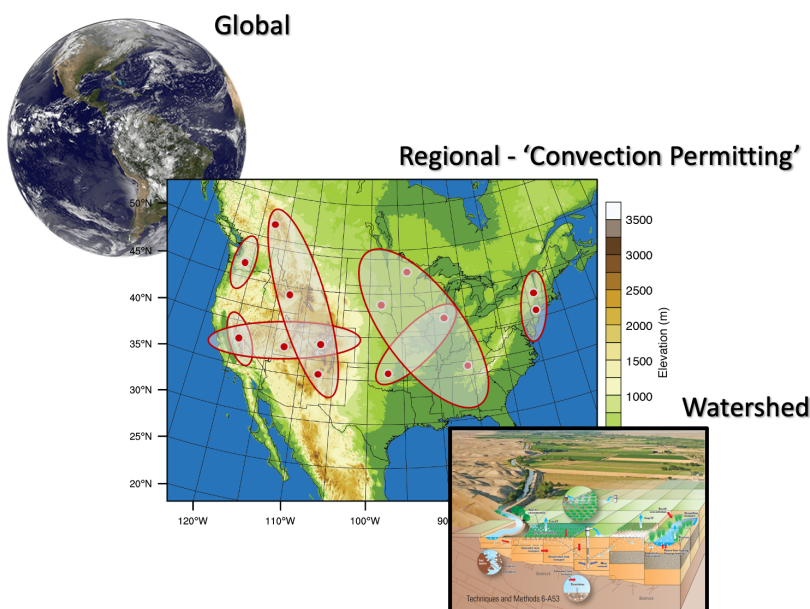 Global
Regional - ‘Convection Permitting’
50°N
45°N
40°N
35°N
30°N
25°N
20°N
120°W
110°W
100°W
90°
3500
3000
2500
2000
1500
1000
Elevation (m)
Watershed
Techniques and Methods 6-A53